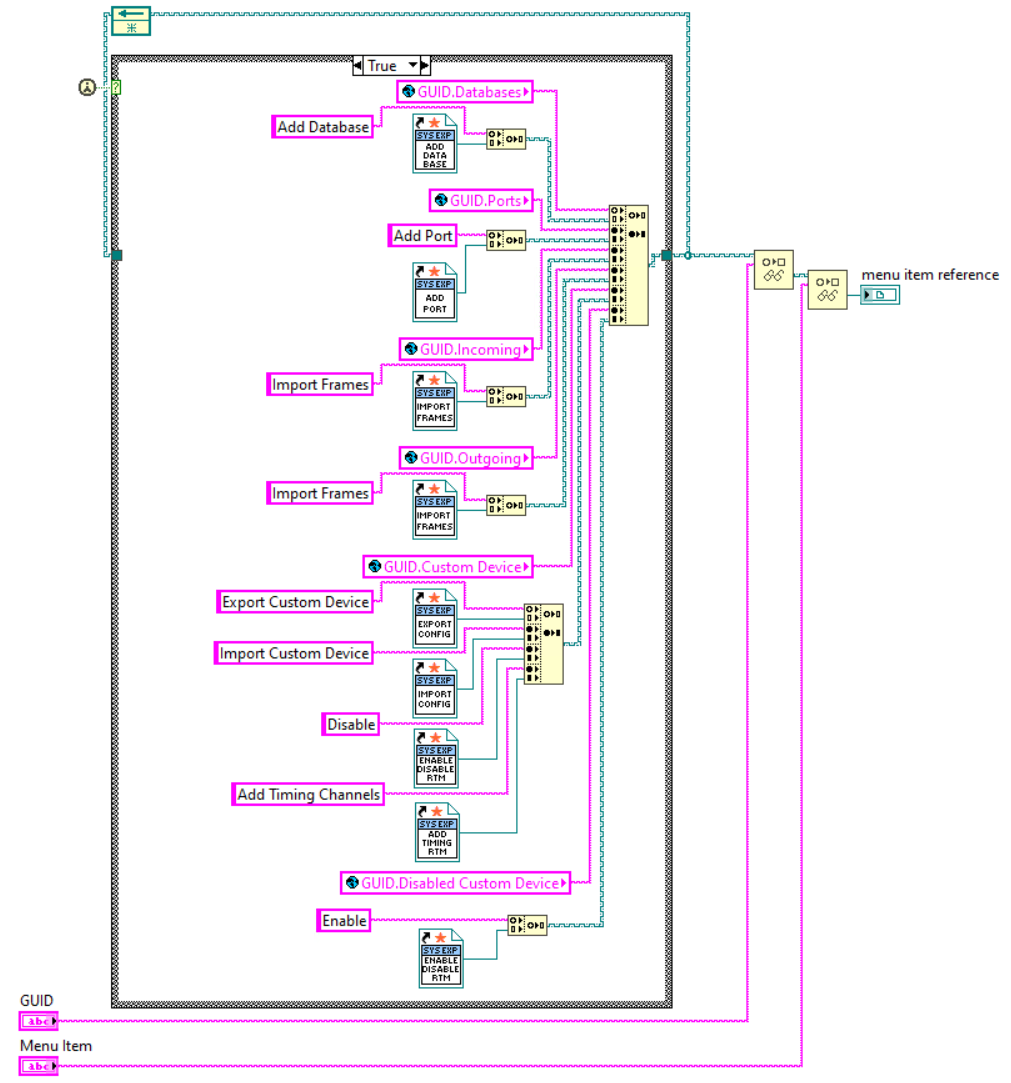 True
GUID.Databases
Add Database
SYS EXP
ADD
DATA
BASE
GUID.Ports
Add Port
SYS EXP
ADD
PORT
menu item reference
GUID.Incoming
Import Frames
SYS EXP
IMPORT
FRAMES
GUID.Outgoing
Import Frames
SYS EXP
IMPORT
FRAMES
GUID.Custom Device
Export Custom Device
SYS EXP
EXPORT
CONFIG
Import Custom Device
SYS EXP
IMPORT
CONFIG
Disable
SYS EXP
ENABLE
DISABLE
RTM
Add Timing Channels
SYS EXP
ADD
TIMING
RTM
GUID.Disabled Custom Device
Enable
SYS EXP
ENABLE
DISABLE
RTM
GUID
abc
Menu Item
abc